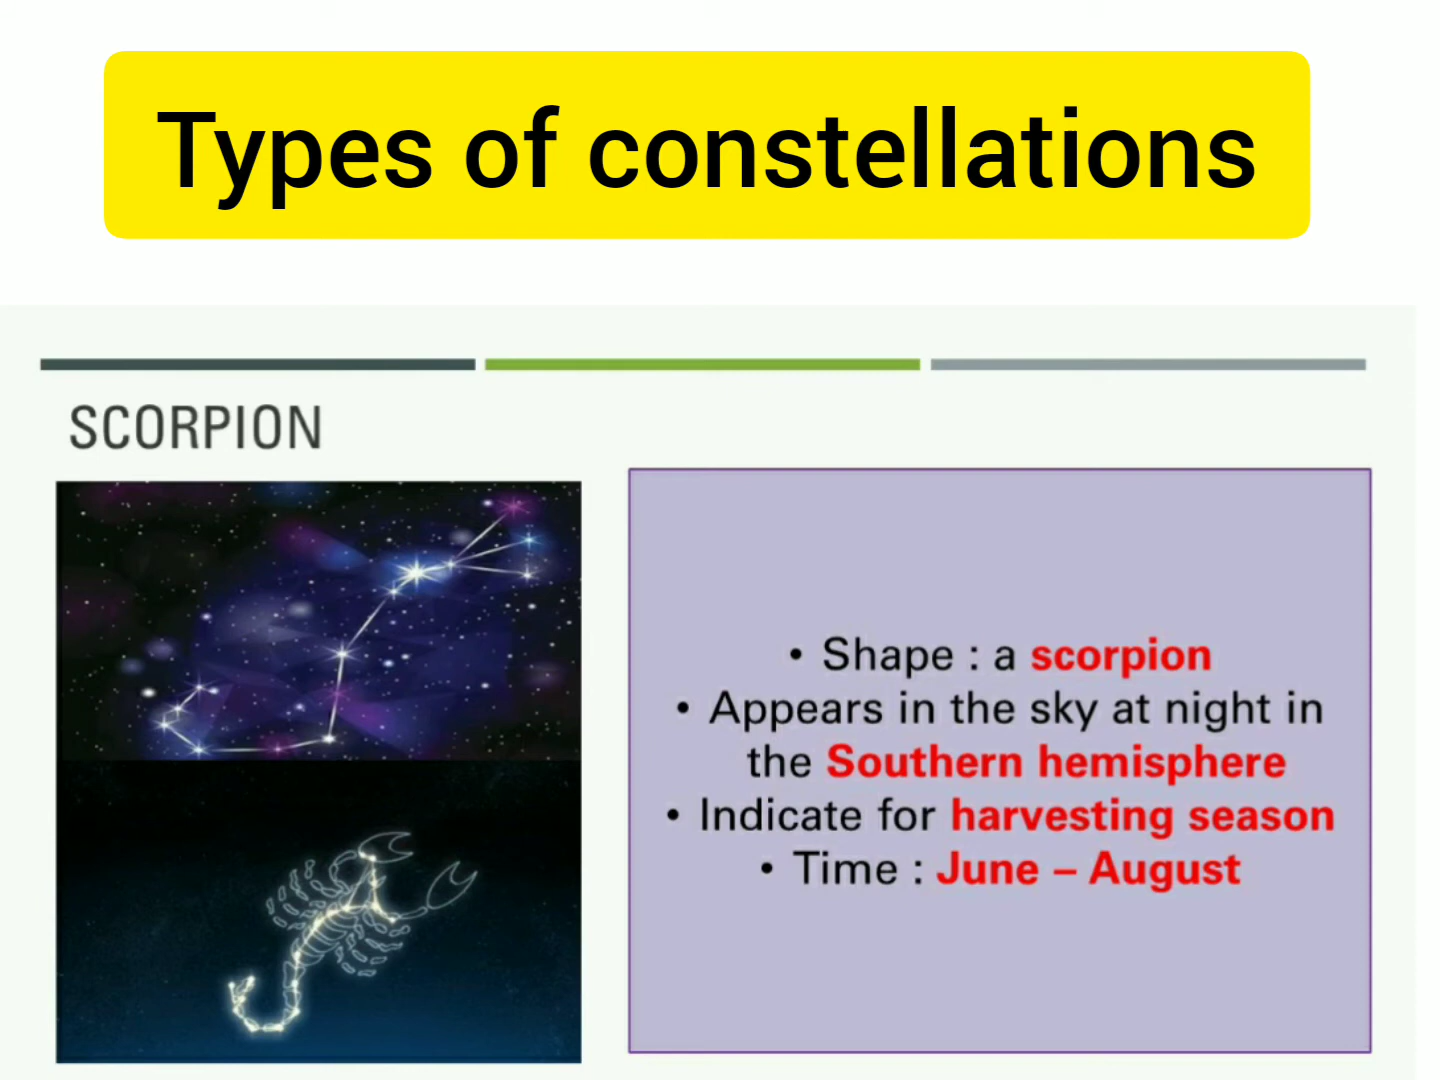 Types of constellations
SCORPION
• Shape : a scorpion
• Appears in the sky at night in
the Southern hemisphere
• Indicate for harvesting season
• Time : June – August